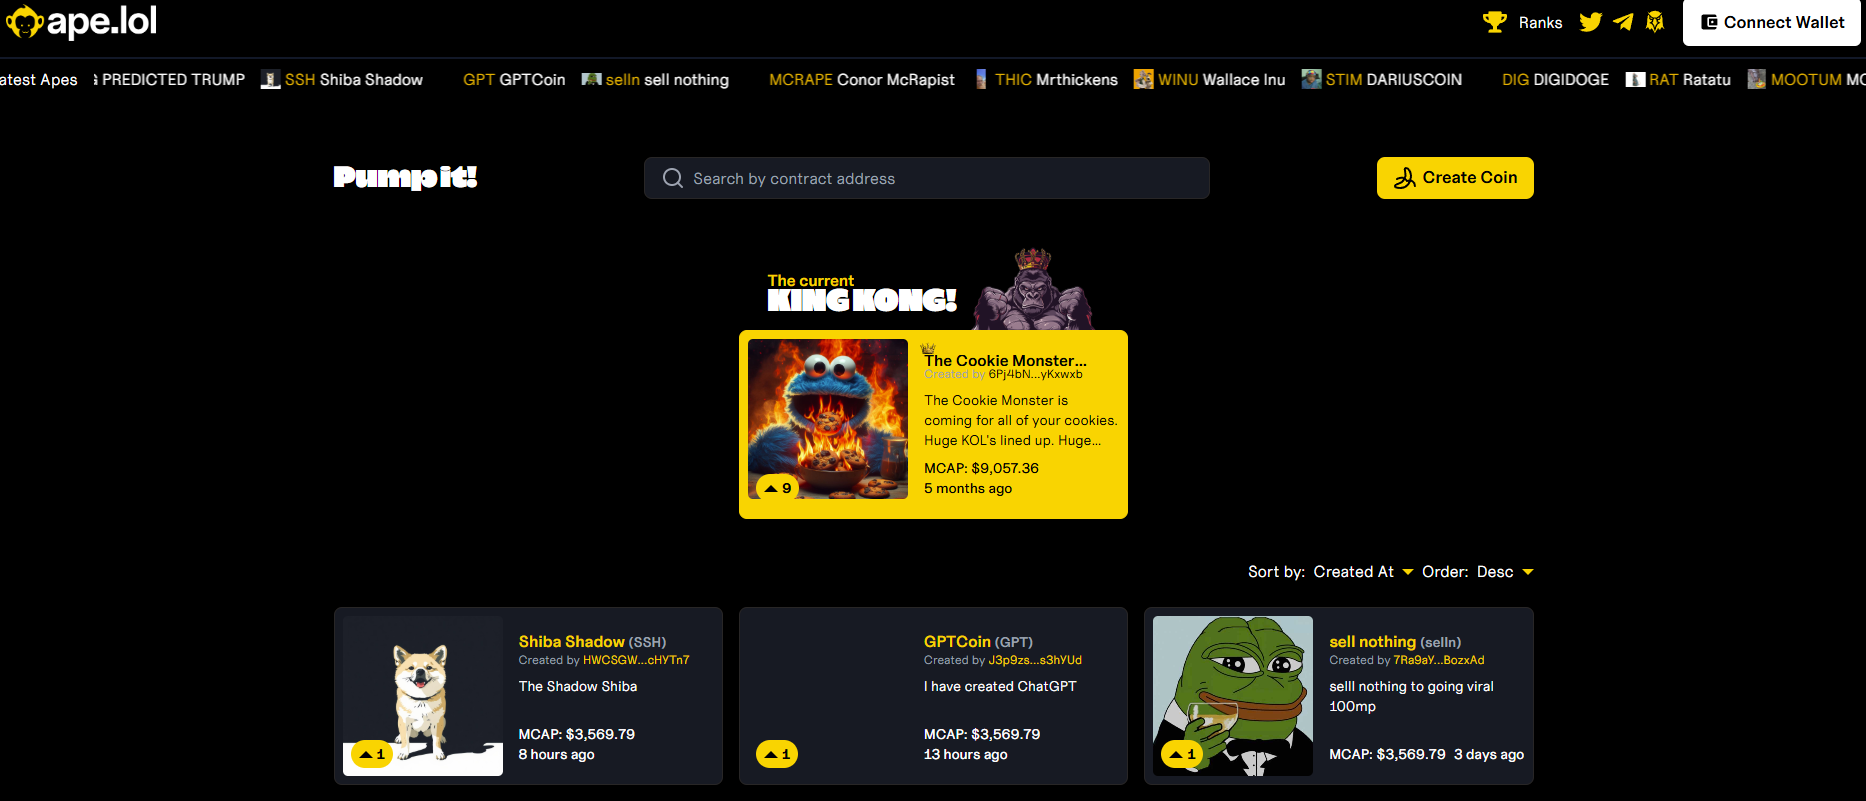 ape.lol
Ranks
Connect Wallet
atest Apes
PREDICTED TRUMP SSH Shiba Shadow GPT GPTCoin selln sell nothing MCRAPE Conor McRapist THIC Mrthickens WINU Wallace Inu STIM DARIUSCOIN DIG DIGIDOGE RAT Ratatu MOOTUM
Pump it!
Search by contract address
Create Coin
The current
KING KONG!
The Cookie Monster...
Created by 6Pj4bN...yKxwxb
The Cookie Monster is
coming for all of your cookies.
Huge KOL's lined up. Huge...
MCAP: $9,057.36
5 months ago
9
Sort by: Created At Order: Desc
Shiba Shadow (SSH)
Created by HWCSGW...cHYTn7
The Shadow Shiba
MCAP: $3,569.79
8 hours ago
1
GPTCoin (GPT)
Created by J3p9zs...s3hYUd
I have created ChatGPT
MCAP: $3,569.79
13 hours ago
1
sell nothing (selln)
Created by 7Ra9aY...BozxAd
selll nothing to going viral
100mp
MCAP: $3,569.79 3 days ago
1